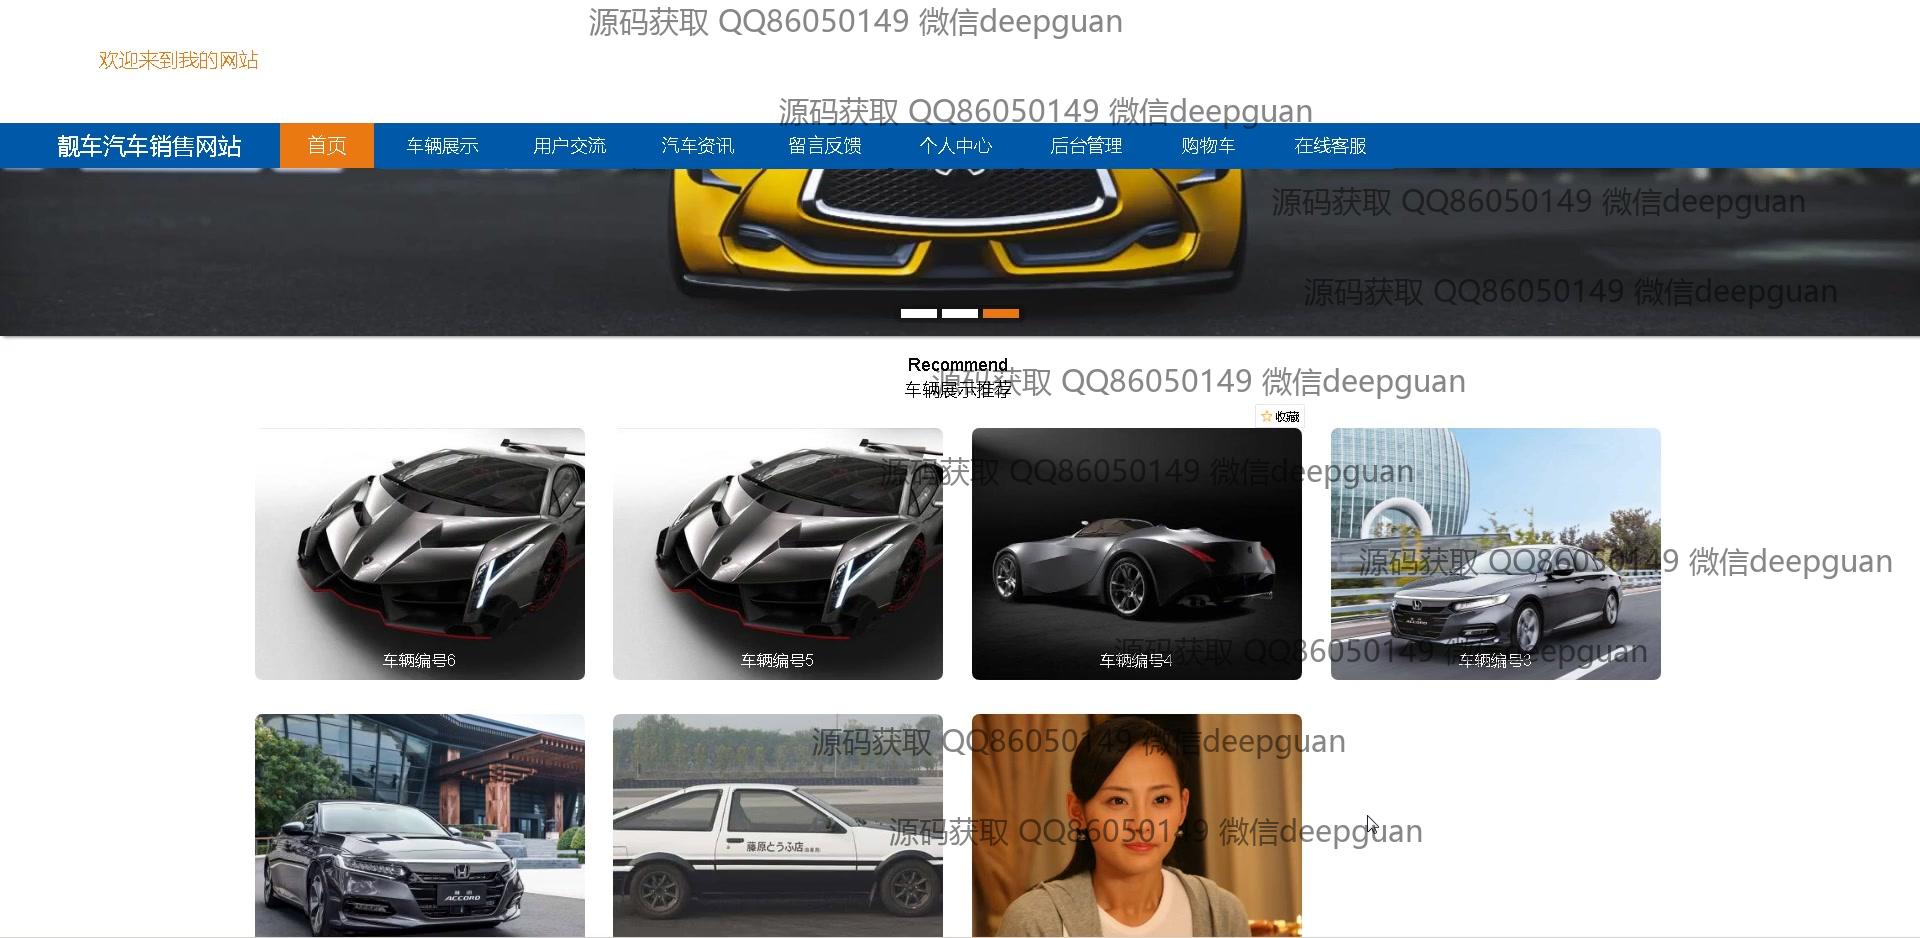 源码获取 QQ86050149 微信deepguan
欢迎来到我的网站
源码获取 QQ86050149 微信deepguan
靓车汽车销售网站 首页 车辆展示 用户交流 汽车资讯 留言反馈 个人中心 后台管理 购物车 在线客服
源码获取 QQ86050149 微信deepguan
源码获取 QQ86050149 微信deepguan
Recommend
源码获取 QQ86050149 微信deepguan
车辆展示推荐
收藏
源码获取 QQ86050149 微信deepguan
源码获取 QQ86050149 微信deepguan
ACCORD
源码获取 QQ86050149 微信deepguan
车辆编号6 车辆编号5 车辆编号4 车辆编号3
源码获取 QQ86050149 微信deepguan
源码获取 QQ86050149 微信deepguan
藤原とうふ店
ACCORD